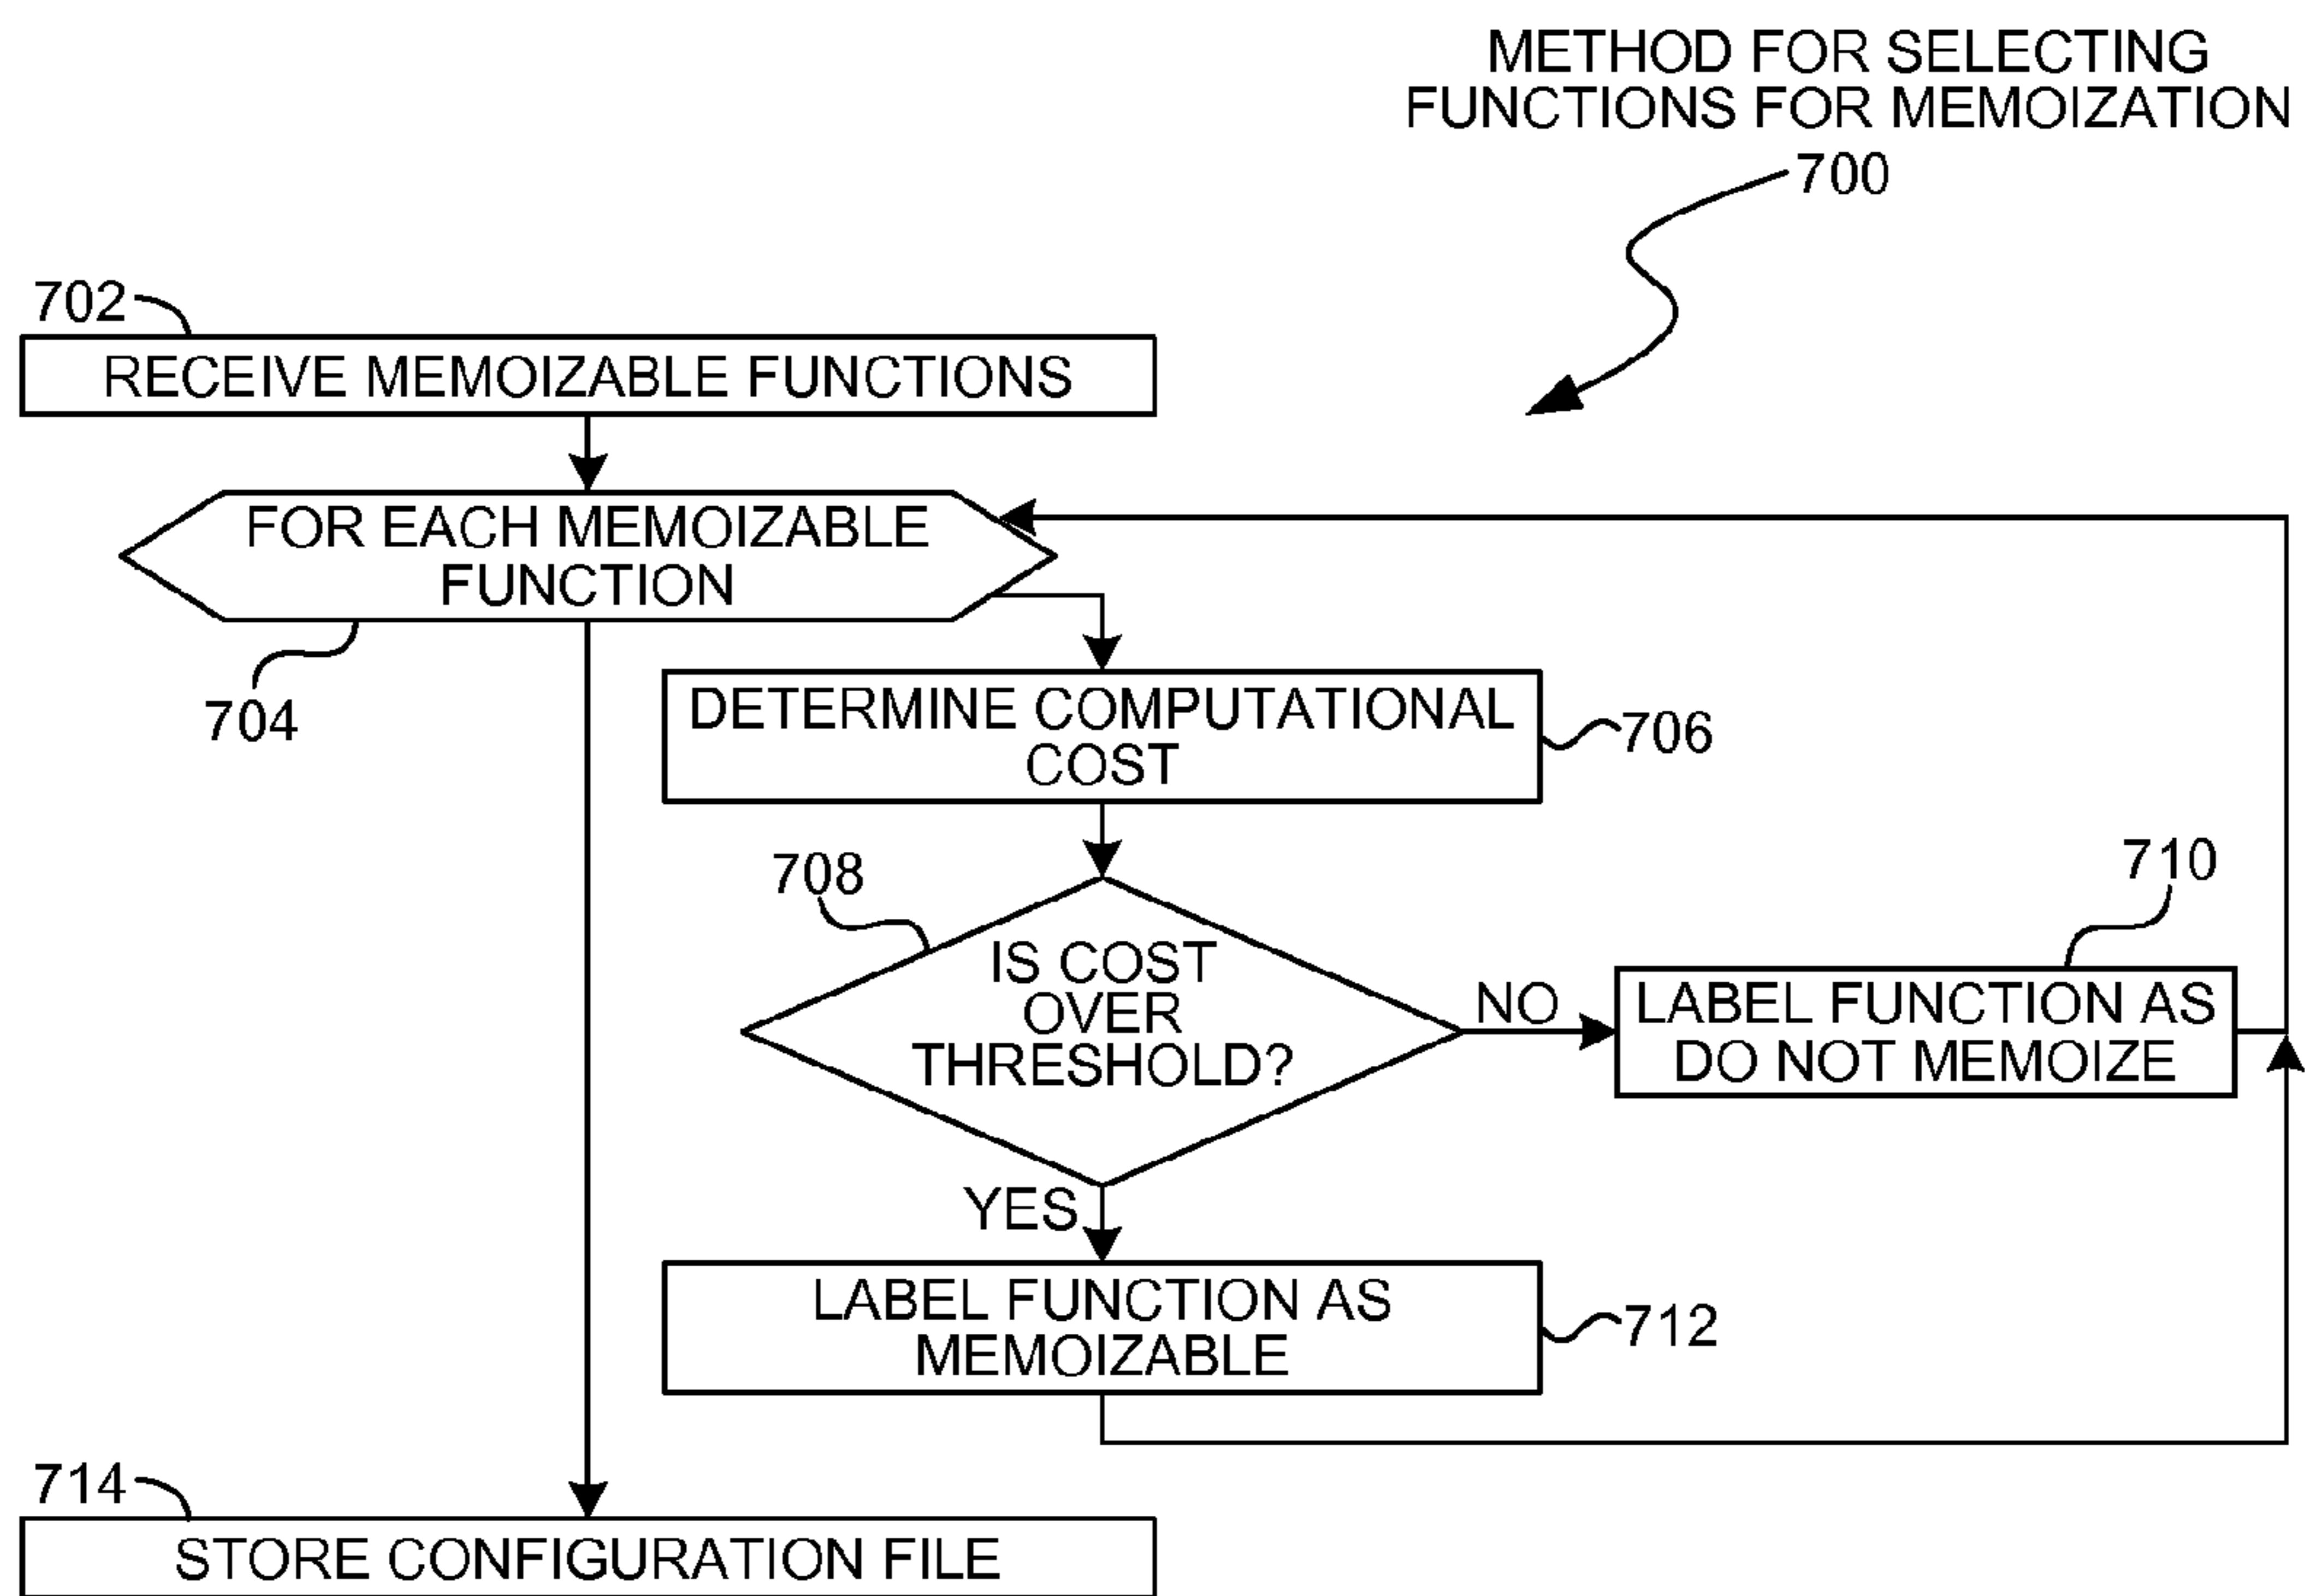 METHOD FOR SELECTING
FUNCTIONS FOR MEMOIZATION
700
702
RECEIVE MEMOIZABLE FUNCTIONS
FOR EACH MEMOIZABLE
FUNCTION
704
DETERMINE COMPUTATIONAL
COST
706
708
IS COST
OVER
THRESHOLD?
NO
710
LABEL FUNCTION AS
DO NOT MEMOIZE
YES
LABEL FUNCTION AS
MEMOIZABLE
712
714
STORE CONFIGURATION FILE